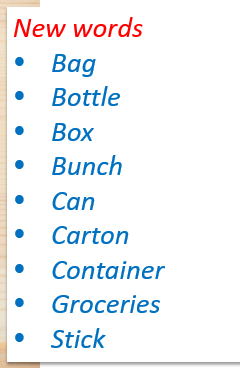 New words
• Bag
• Bottle
• Box
• Bunch
• Can
• Carton
• Container
• Groceries
• Stick